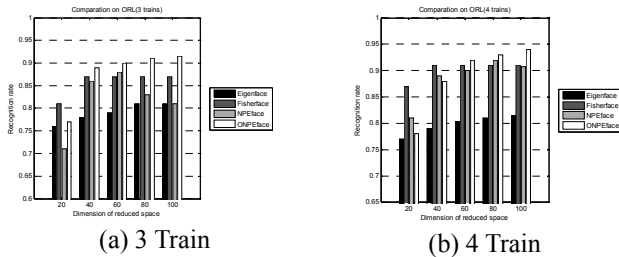 Comparation on ORL(3 trains)
1
0.95
0.9
0.85
0.8
0.75
0.7
0.65
0.6
Recognition rate
20 40 60 80 100
Dimension of reduced space
Eigenface
Fisherface
NPEface
ONPEface
(a) 3 Train
Comparation on ORL(4 trains)
1
0.95
0.9
0.85
0.8
0.75
0.7
0.65
Recognition rate
20 40 60 80 100
Dimension of reduced space
Eigenface
Fisherface
NPEface
ONPEface
(b) 4 Train